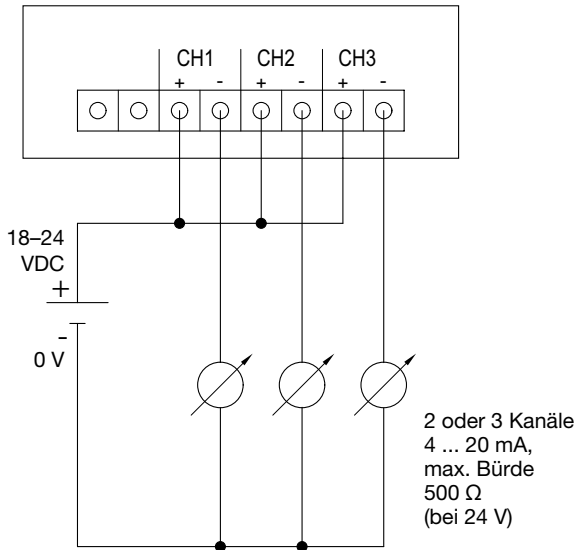 CH1 CH2 CH3
+ - + - + -
18–24
VDC
+
-
0 V
2 oder 3 Kanäle
4 ... 20 mA,
max. Bürde
500 Ω
(bei 24 V)